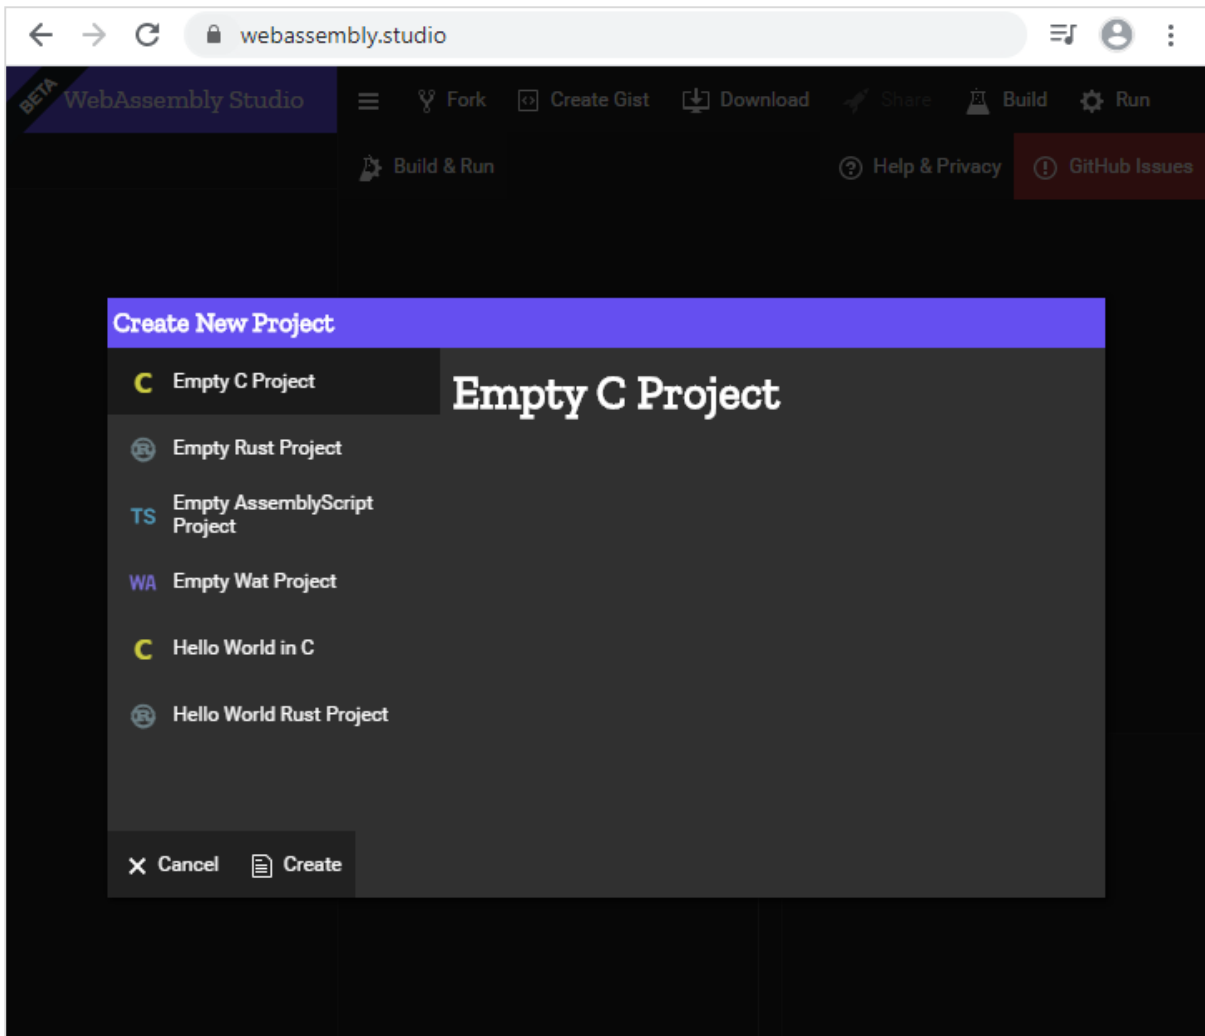 webassembly.studio
BETA
WebAssembly Studio
Fork
Create Gist
Download
Share
Build
Run
Build & Run
Help & Privacy
GitHub Issues
Create New Project
C Empty C Project
Empty C Project
R Empty Rust Project
TS Empty AssemblyScript
Project
WA Empty Wat Project
C Hello World in C
R Hello World Rust Project
Cancel
Create